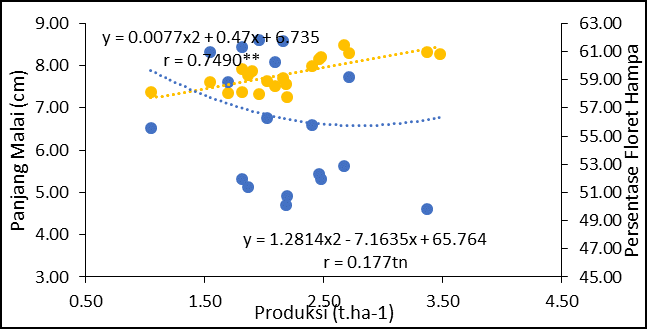 9.00
8.00
7.00
6.00
5.00
4.00
3.00
Panjang Malai (cm)
y = 0.0077x2 + 0.47x + 6.735
r = 0.7490**
y = 1.2814x2 - 7.1635x + 65.764
r = 0.177tn
63.00
61.00
59.00
57.00
55.00
53.00
51.00
49.00
47.00
45.00
Persentase Floret Hampa
0.50 1.50 2.50 3.50 4.50
Produksi (t.ha-1)